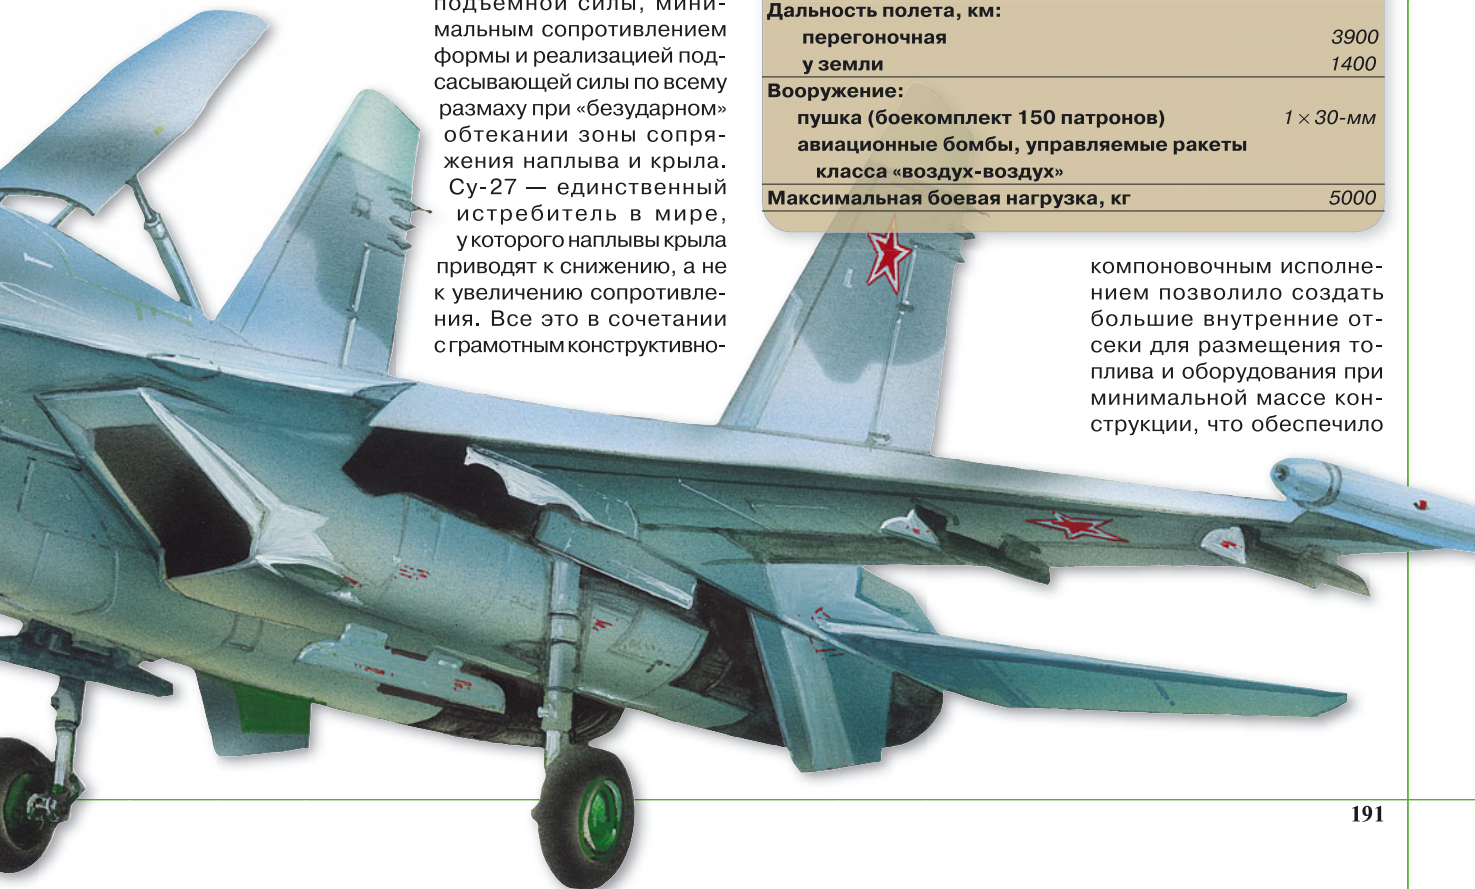 подъемной силы, мини-
мальным сопротивлением
формы и реализацией под-
сасывающей силы по всему
размаху при «безударном»
обтекании зоны сопря-
жения наплыва и крыла.
Су-27 — единственный
истребитель в мире,
у которого наплывы крыла
приводят к снижению, а не
к увеличению сопротивле-
ния. Все это в сочетании
с грамотным конструктивно-
Дальность полета, км:
перегоночная 3900
у земли 1400
Вооружение:
пушка (боекомплект 150 патронов) 1 × 30-мм
авиационные бомбы, управляемые ракеты
класса «воздух-воздух»
Максимальная боевая нагрузка, кг 5000
компоновочным исполне-
нием позволило создать
большие внутренние от-
секи для размещения то-
плива и оборудования при
минимальной массе кон-
струкции, что обеспечило
191